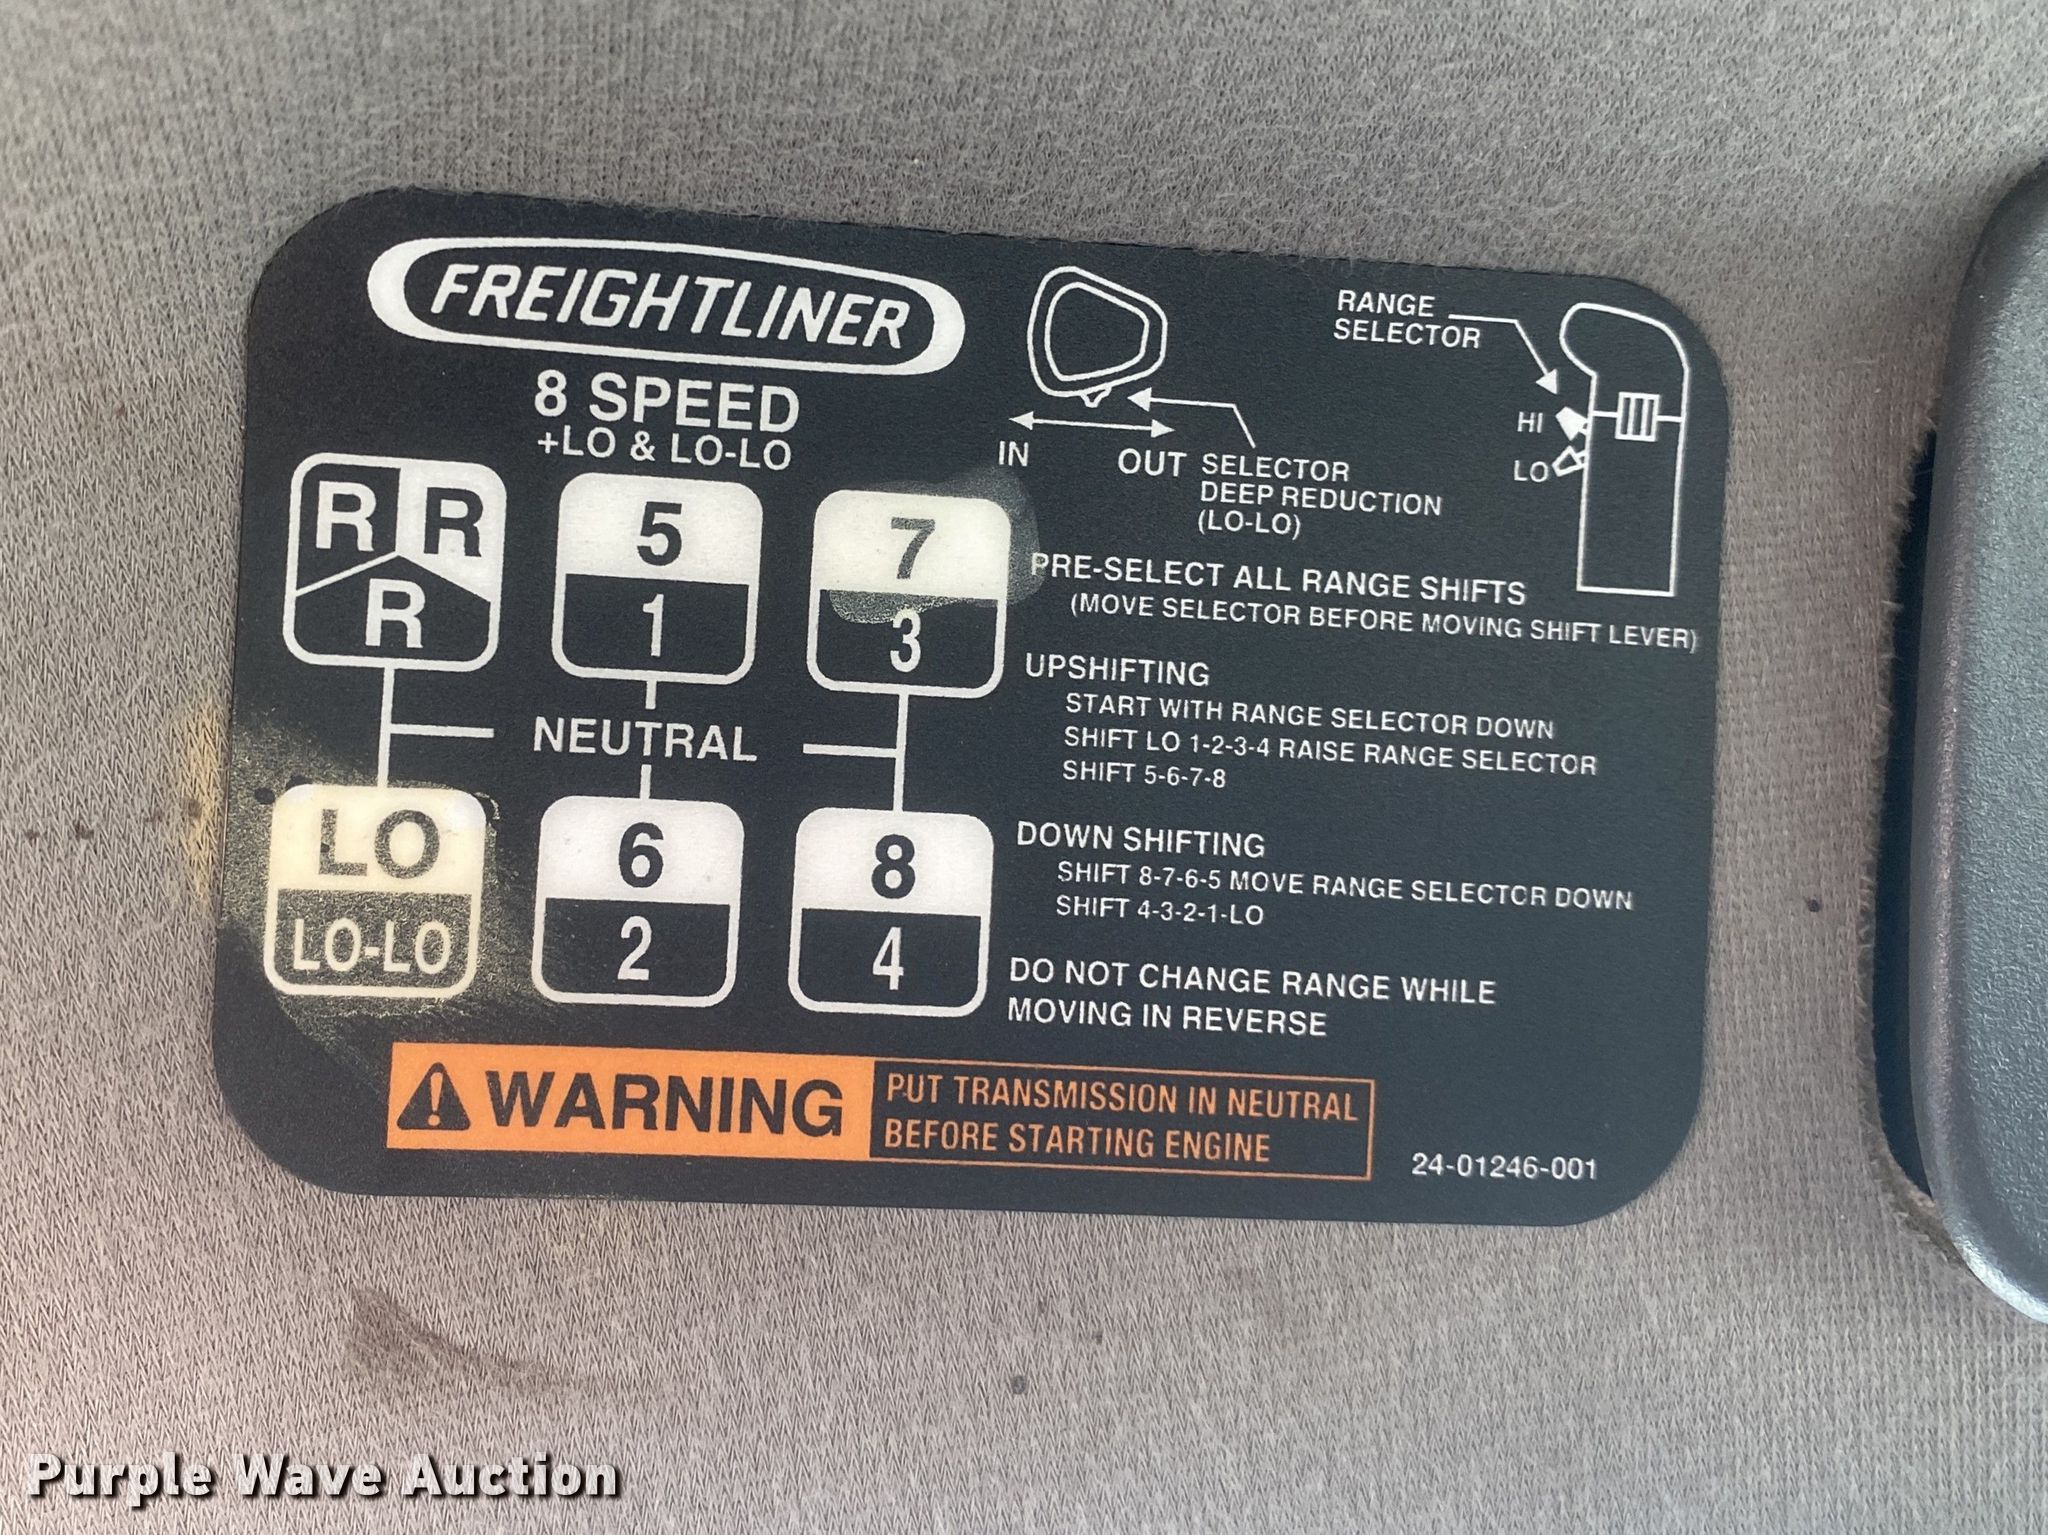 FREIGHTLINER
8 SPEED
+LO & LO-LO
R R
R
5
1
7
3
NEUTRAL
LO
LO-LO
6
2
8
4
IN
OUT
SELECTOR
DEEP REDUCTION
(LO-LO)
RANGE
SELECTOR
HI
LO
PRE-SELECT ALL RANGE SHIFTS
(MOVE SELECTOR BEFORE MOVING SHIFT LEVER)
UPSHIFTING
START WITH RANGE SELECTOR DOWN
SHIFT LO 1-2-3-4 RAISE RANGE SELECTOR
SHIFT 5-6-7-8
DOWN SHIFTING
SHIFT 8-7-6-5 MOVE RANGE SELECTOR DOWN
SHIFT 4-3-2-1-LO
DO NOT CHANGE RANGE WHILE
MOVING IN REVERSE
WARNING
PUT TRANSMISSION IN NEUTRAL
BEFORE STARTING ENGINE
24-01246-001
Purple Wave Auction